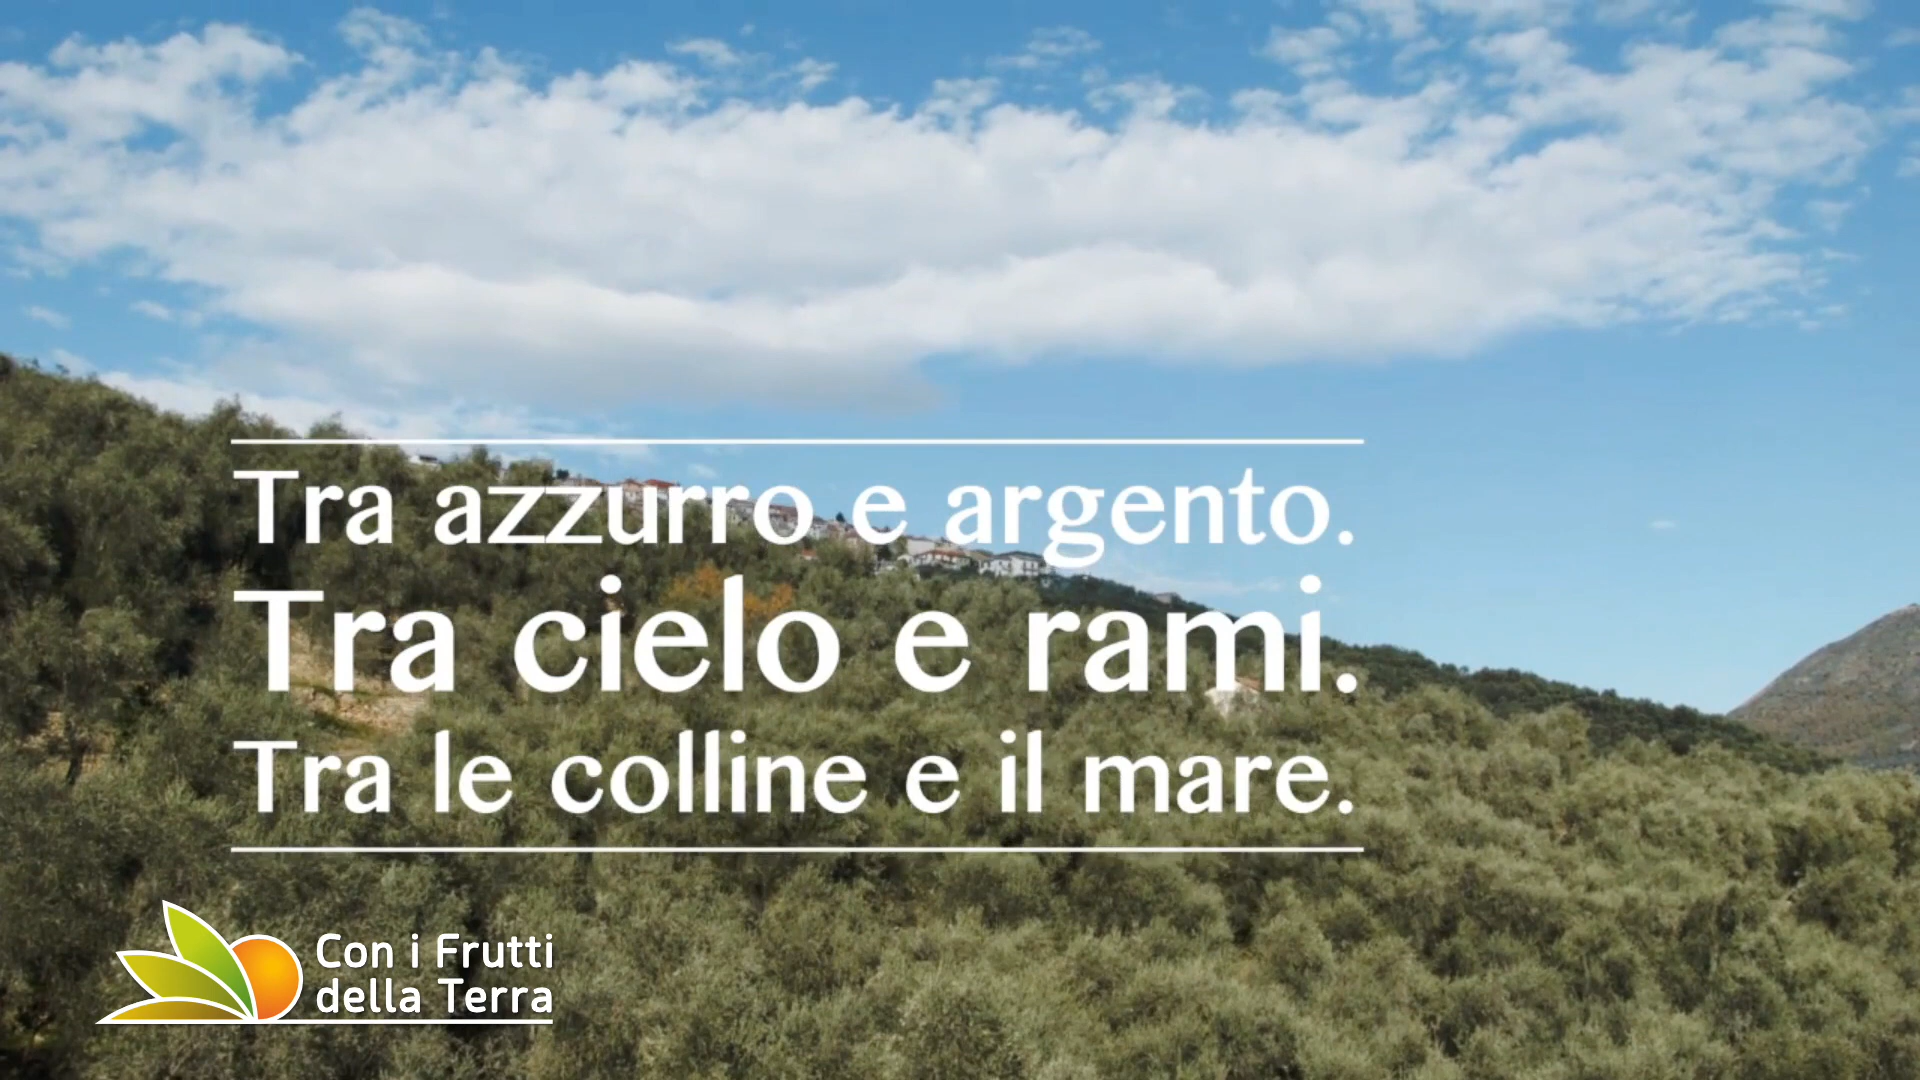 Tra azzurro e argento.
Tra cielo e rami.
Tra le colline e il mare.
Con i Frutti
della Terra